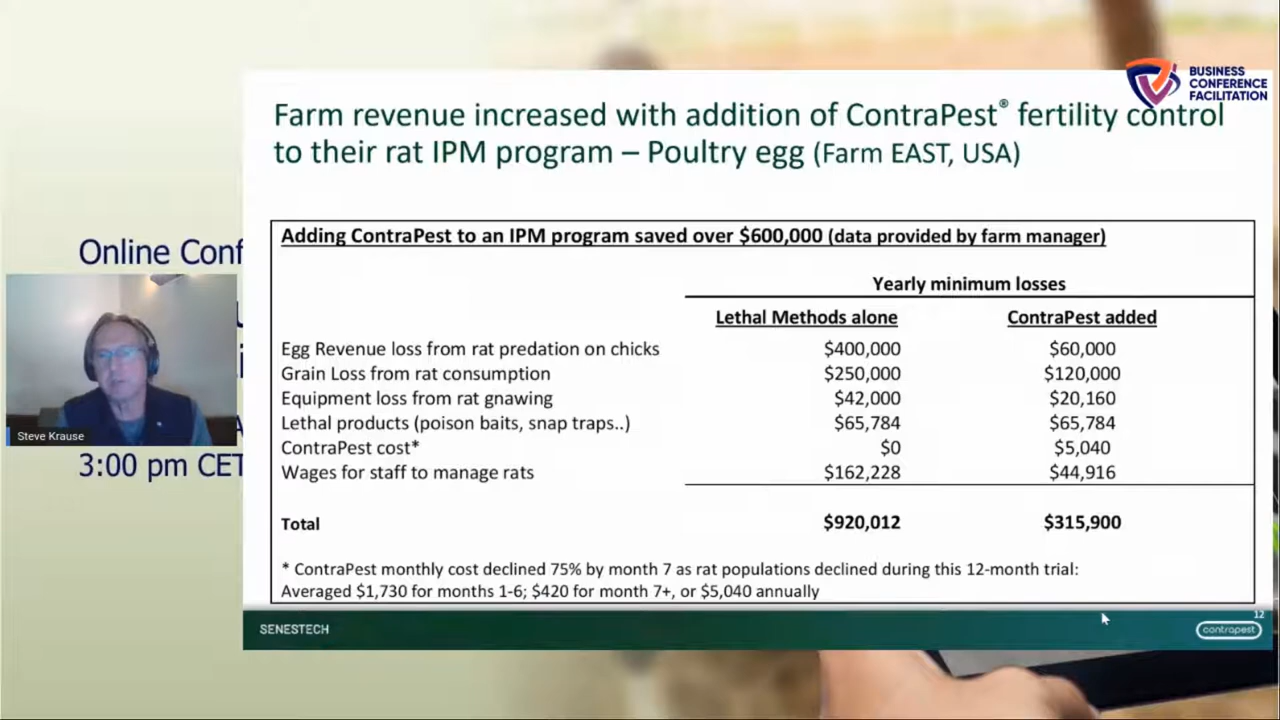 BUSINESS
CONFERENCE
FACILITATION
Farm revenue increased with addition of ContraPest® fertility control
to their rat IPM program – Poultry egg (Farm EAST, USA)
Adding ContraPest to an IPM program saved over $600,000 (data provided by farm manager)
Yearly minimum losses
Lethal Methods alone ContraPest added
Egg Revenue loss from rat predation on chicks $400,000 $60,000
Grain Loss from rat consumption $250,000 $120,000
Equipment loss from rat gnawing $42,000 $20,160
Lethal products (poison baits, snap traps..) $65,784 $65,784
ContraPest cost* $0 $5,040
Wages for staff to manage rats $162,228 $44,916
Total $920,012 $315,900
* ContraPest monthly cost declined 75% by month 7 as rat populations declined during this 12-month trial:
Averaged $1,730 for months 1-6; $420 for month 7+, or $5,040 annually
12
SENESTECH
contrapest
Online Conf
Steve Krause
3:00 pm CET